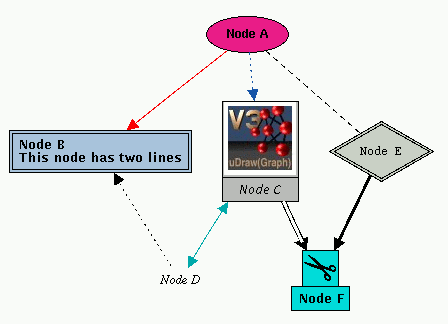 Node A
V3
uDraw(Graph)
Node B
This node has two lines
Node C
Node E
Node D
Node F